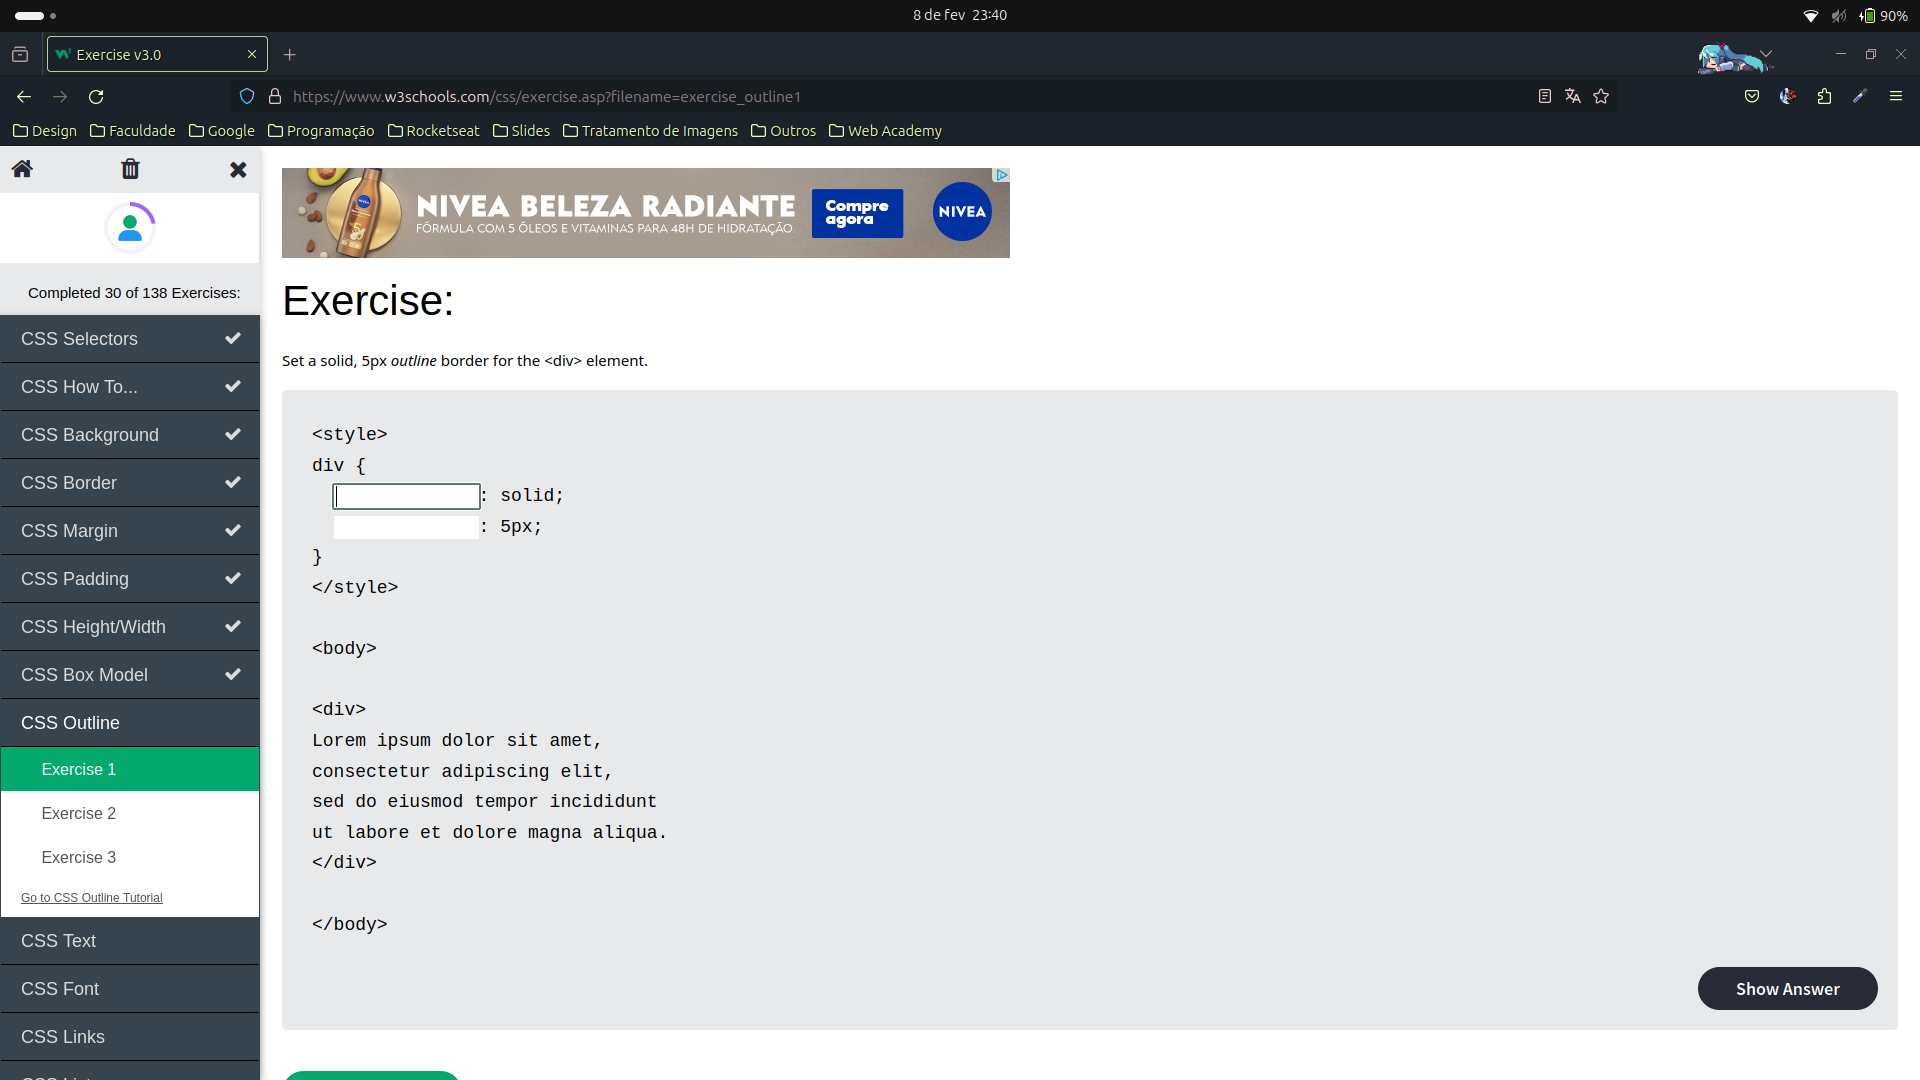 8 de fev 23:40
90%
Exercise v3.0
https://www.w3schools.com/css/exercise.asp?filename=exercise_outline1
Design
Faculdade
Google
Programação
Rocketseat
Slides
Tratamento de Imagens
Outros
Web Academy
NIVEA BELEZA RADIANTE
FÓRMULA COM 5 ÓLEOS E VITAMINAS PARA 48H DE HIDRATAÇÃO.
Compre
agora
NIVEA
Completed 30 of 138 Exercises:
CSS Selectors
CSS How To...
CSS Background
CSS Border
CSS Margin
CSS Padding
CSS Height/Width
CSS Box Model
CSS Outline
Exercise 1
Exercise 2
Exercise 3
Go to CSS Outline Tutorial
CSS Text
CSS Font
CSS Links
Exercise:
Set a solid, 5px outline border for the <div> element.
<style>
div {
: solid;
: 5px;
}
</style>
<body>
<div>
Lorem ipsum dolor sit amet,
consectetur adipiscing elit,
sed do eiusmod tempor incididunt
ut labore et dolore magna aliqua.
</div>
</body>
Show Answer